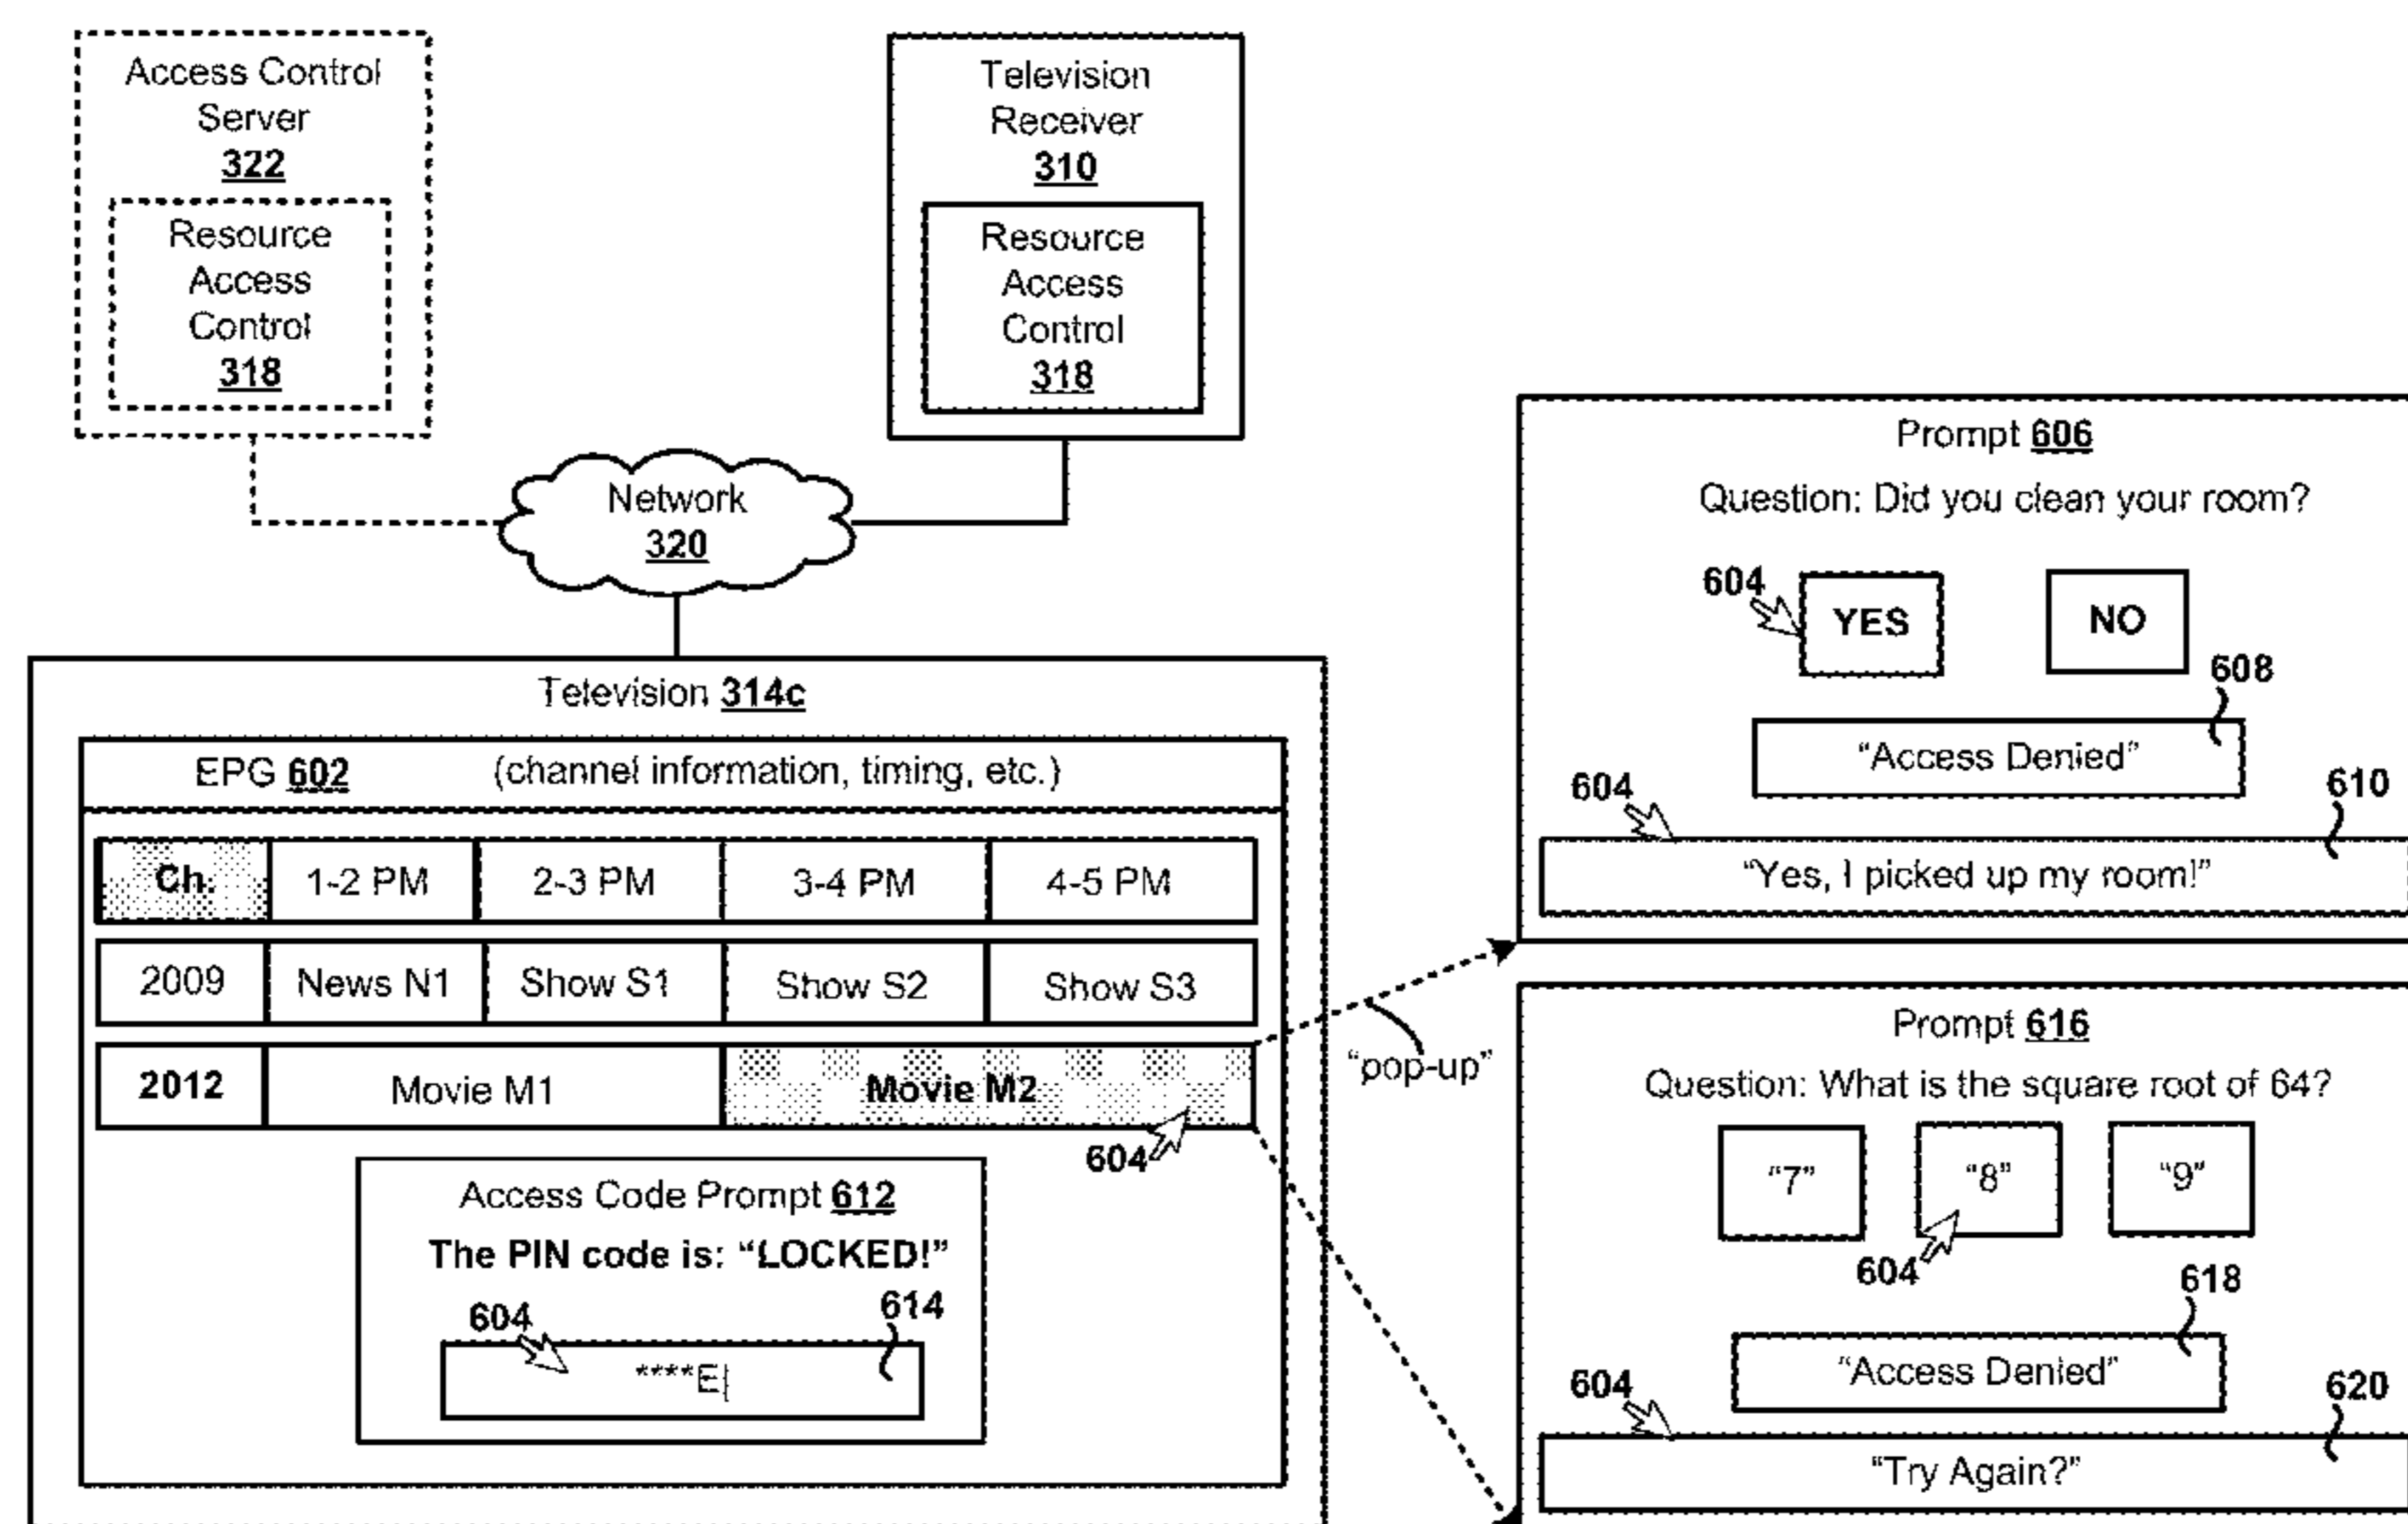 Access Control
Server
322
Resource
Access
Control
318
Television
Receiver
310
Resource
Access
Control
318
Network
320
Television 314c
EPG 602 (channel information, timing, etc.)
Ch. 1-2 PM 2-3 PM 3-4 PM 4-5 PM
2009 News N1 Show S1 Show S2 Show S3
2012 Movie M1 Movie M2
604
Access Code Prompt 612
The PIN code is: “LOCKED!”
604 614
****E|
“pop-up”
Prompt 606
Question: Did you clean your room?
604
YES NO
608
“Access Denied”
604 610
“Yes, I picked up my room!”
Prompt 616
Question: What is the square root of 64?
“7” “8” “9”
604
618
“Access Denied”
604 620
“Try Again?”